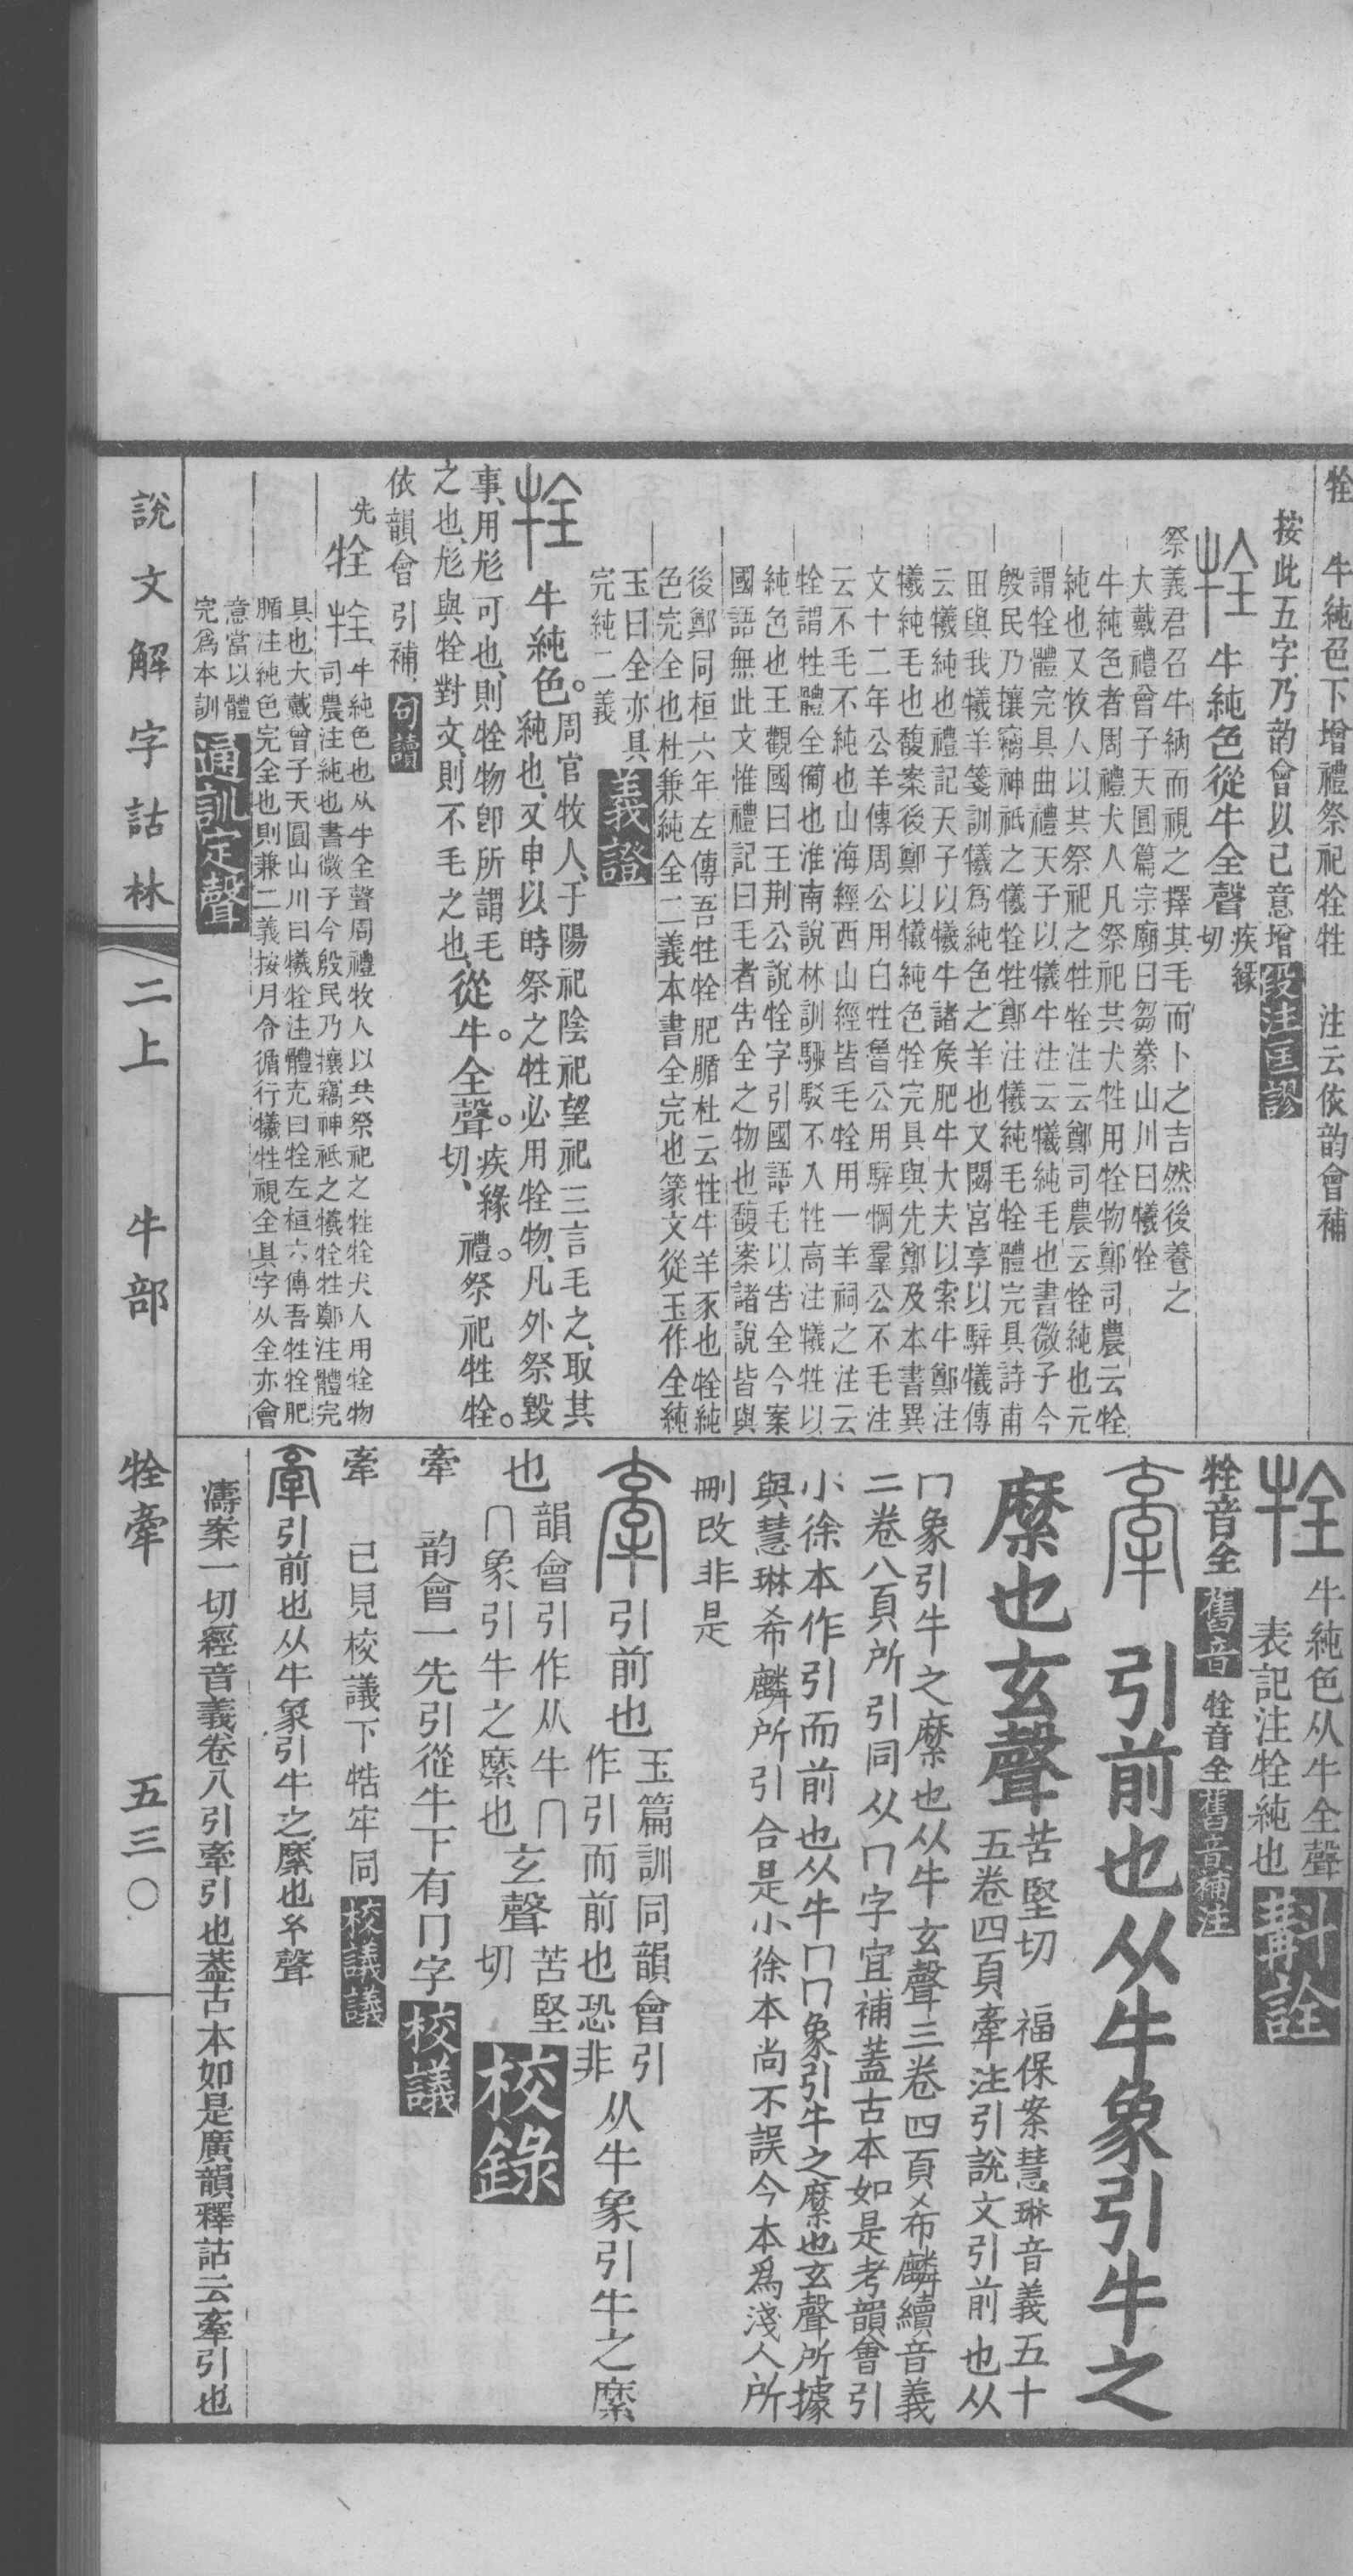 牷　牛純色下增禮祭祀牷牲　注云依韵會補
按此五字乃韵會以己意增段注匡謬
牷　牛純色從牛全聲疾緣切
祭義君召牛納而視之擇其毛而卜之吉然後養之
大戴禮曾子天圓篇宗廟曰芻豢山川曰犧牷
牛純色者周禮犬人凡祭祀共犬牲用牷物鄭司農云牷
純也又牧人以共祭祀之牲牷注云鄭司農云牷純也元
謂牷體完具曲禮天子以犧牛注云犧純毛也書微子今
殷民乃攘竊神祇之犧牷牲鄭注犧純毛牷體完具詩甫
田與我犧羊箋訓犧爲純色之羊也又閟宮享以騂犧傳
云犧純也禮記天子以犧牛諸矦肥牛大夫以索牛鄭注
犧純毛也馥案後鄭以犧純色牷完具與先鄭及本書異
文十二年公羊傳周公用白牲魯公用騂犅羣公不毛注
云不毛不純也山海經西山經皆毛牷用一羊祠之注云
牷謂牲體全備也淮南說林訓騵駁不入牲高注犧牲以
純色也王觀國曰王荆公說牷字引國語毛以告全今案
國語無此文惟禮記曰毛者告全之物也馥案諸說皆與
後鄭同桓六年左傳吾牲牷肥腯杜云牲牛羊豕也牷純
色完全也杜兼純全二義本書全完也篆文從玉作全純
玉曰全亦具
完純二義義證
牷　牛純色。周官牧人、于陽祀陰祀望祀三言毛之、取其
純也、又申以時祭之牲必用牷物、凡外祭毀
事、用尨可也、則牷物卽所謂毛
之也、尨與牷對文、則不毛之也、從牛。全聲。疾緣切、禮祭祀牲牷。
依韻會引補、句讀
先牷　牷牛純色也从牛全聲周禮牧人以共祭祀之牲牷犬人用牷物
司農注純也書微子今殷民乃攘竊神祗之犧牷牲鄭注體完
具也大戴曾子天圓山川曰犧牷注體充曰牷左桓六傳吾牲牷肥
腯注純色完全也則兼二義按月令循行犧牲視全具字从全亦會
意當以體
完爲本訓通訓定聲
牷　牛純色从牛全聲
表記注牷純也斠詮
牷音全舊音　牷音全舊音補注
牽　引前也从牛象引牛之
縻也玄聲苦堅切　福保案慧琳音義五十
五卷四頁牽注引說文引前也从
冂象引牛之縻也从牛玄聲三卷四頁希麟續音義
二卷八頁所引同从冂字宜補蓋古本如是考韻會引
小徐本作引而前也从牛冂冂象引牛之縻也玄聲所據
與慧琳希麟所引合是小徐本尚不誤今本爲淺人所
刪改非是
牽　引前也玉篇訓同韻會引
作引而前也恐非从牛象引牛之縻
也韻會引作从牛冂
冂象引牛之縻也玄聲苦堅切校錄
牽　韵會一先引從牛下有冂字校議
牽　已見校議下牿牢同校議議
牽引前也从牛象引牛之縻也玄聲
濤案一切經音義卷八引牽引也葢古本如是廣韻釋詁云牽引也
說文解字詁林　二上　牛部　牷牽　五三〇